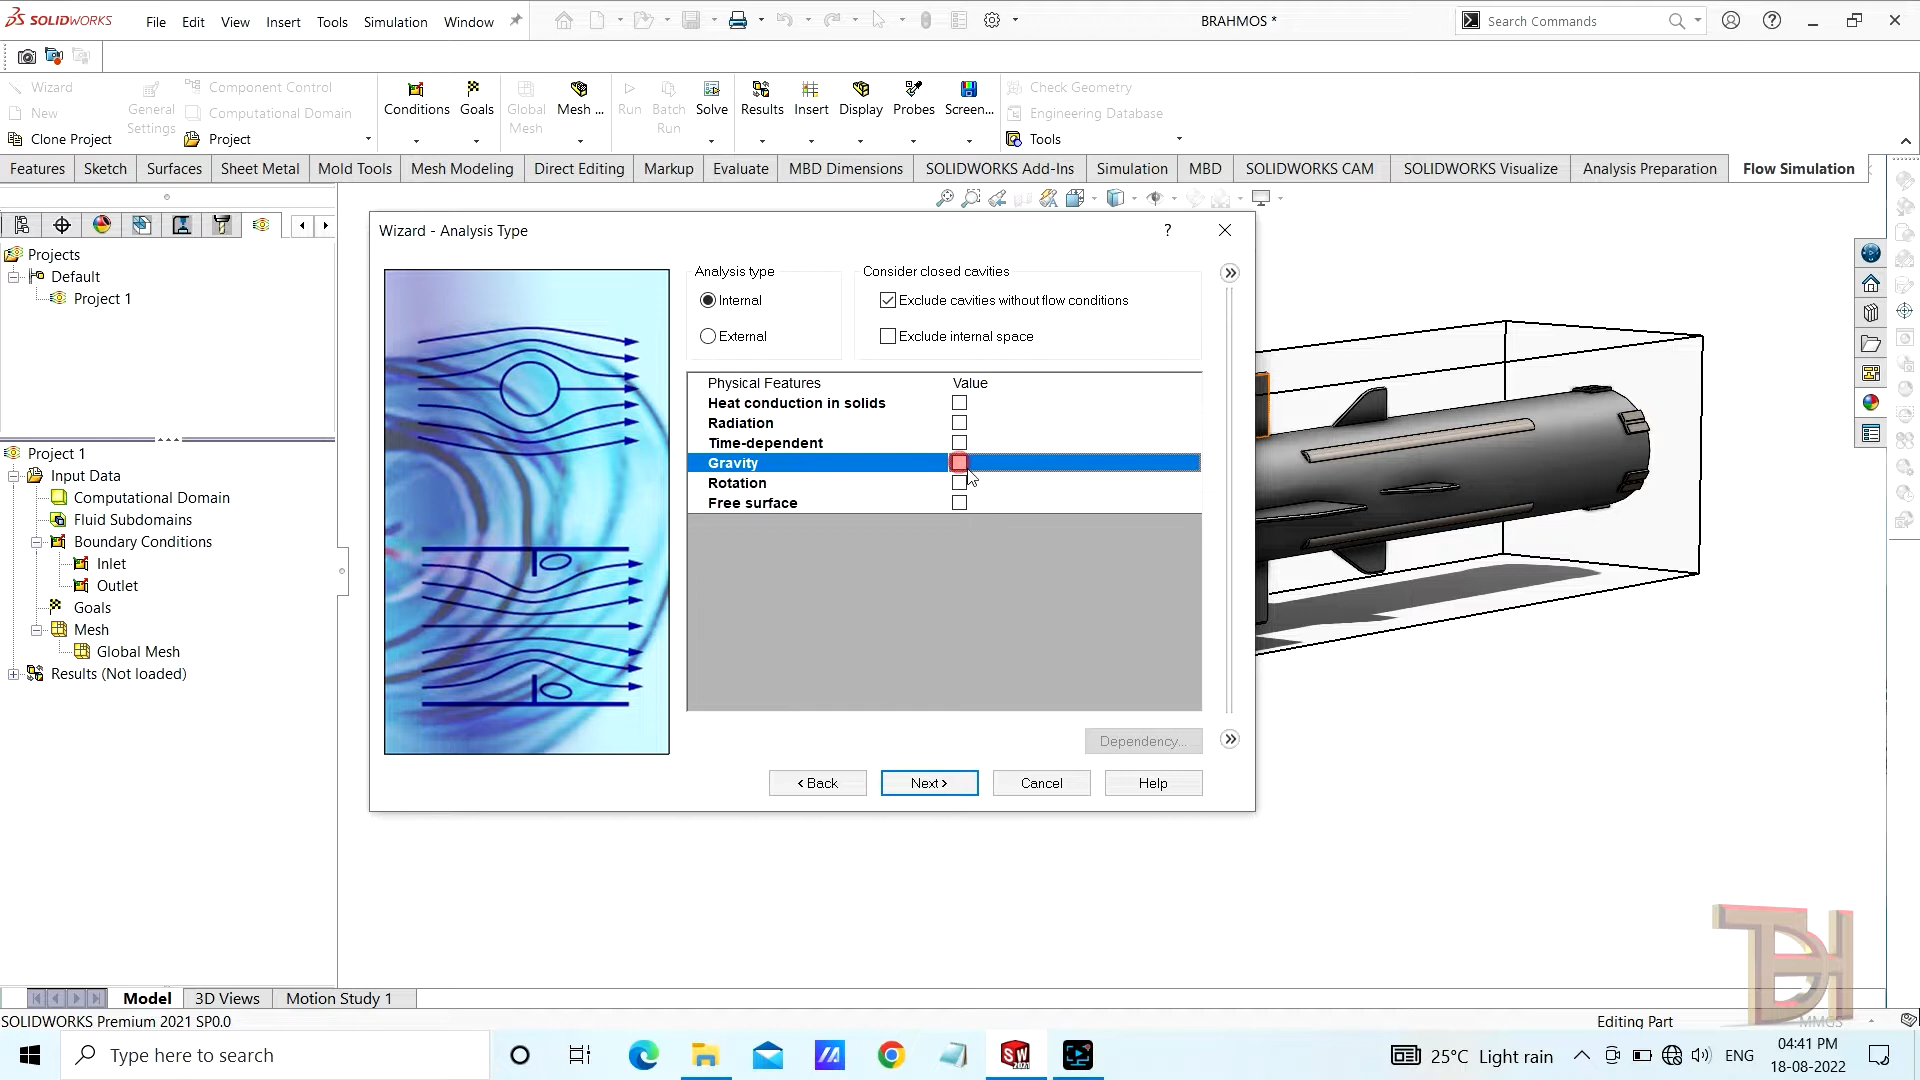 SOLIDWORKS
File Edit View Insert Tools Simulation Window
BRAHMOS *
Search Commands
Wizard
New
Clone Project
General Settings
Component Control
Computational Domain
Project
Conditions
Goals
Global Mesh
Mesh ...
Run
Batch Run
Solve
Results
Insert
Display
Probes
Screen...
Check Geometry
Engineering Database
Tools
Features Sketch Surfaces Sheet Metal Mold Tools Mesh Modeling Direct Editing Markup Evaluate MBD Dimensions SOLIDWORKS Add-Ins Simulation MBD SOLIDWORKS CAM SOLIDWORKS Visualize Analysis Preparation Flow Simulation
Projects
Default
Project 1
Project 1
Input Data
Computational Domain
Fluid Subdomains
Boundary Conditions
Inlet
Outlet
Goals
Mesh
Global Mesh
Results (Not loaded)
Wizard - Analysis Type
?
Analysis type
Internal
External
Consider closed cavities
Exclude cavities without flow conditions
Exclude internal space
Physical Features Value
Heat conduction in solids
Radiation
Time-dependent
Gravity
Rotation
Free surface
Dependency...
< Back
Next >
Cancel
Help
Model 3D Views Motion Study 1
SOLIDWORKS Premium 2021 SP0.0
Editing Part
MMGS
Type here to search
25°C Light rain
ENG
04:41 PM
18-08-2022